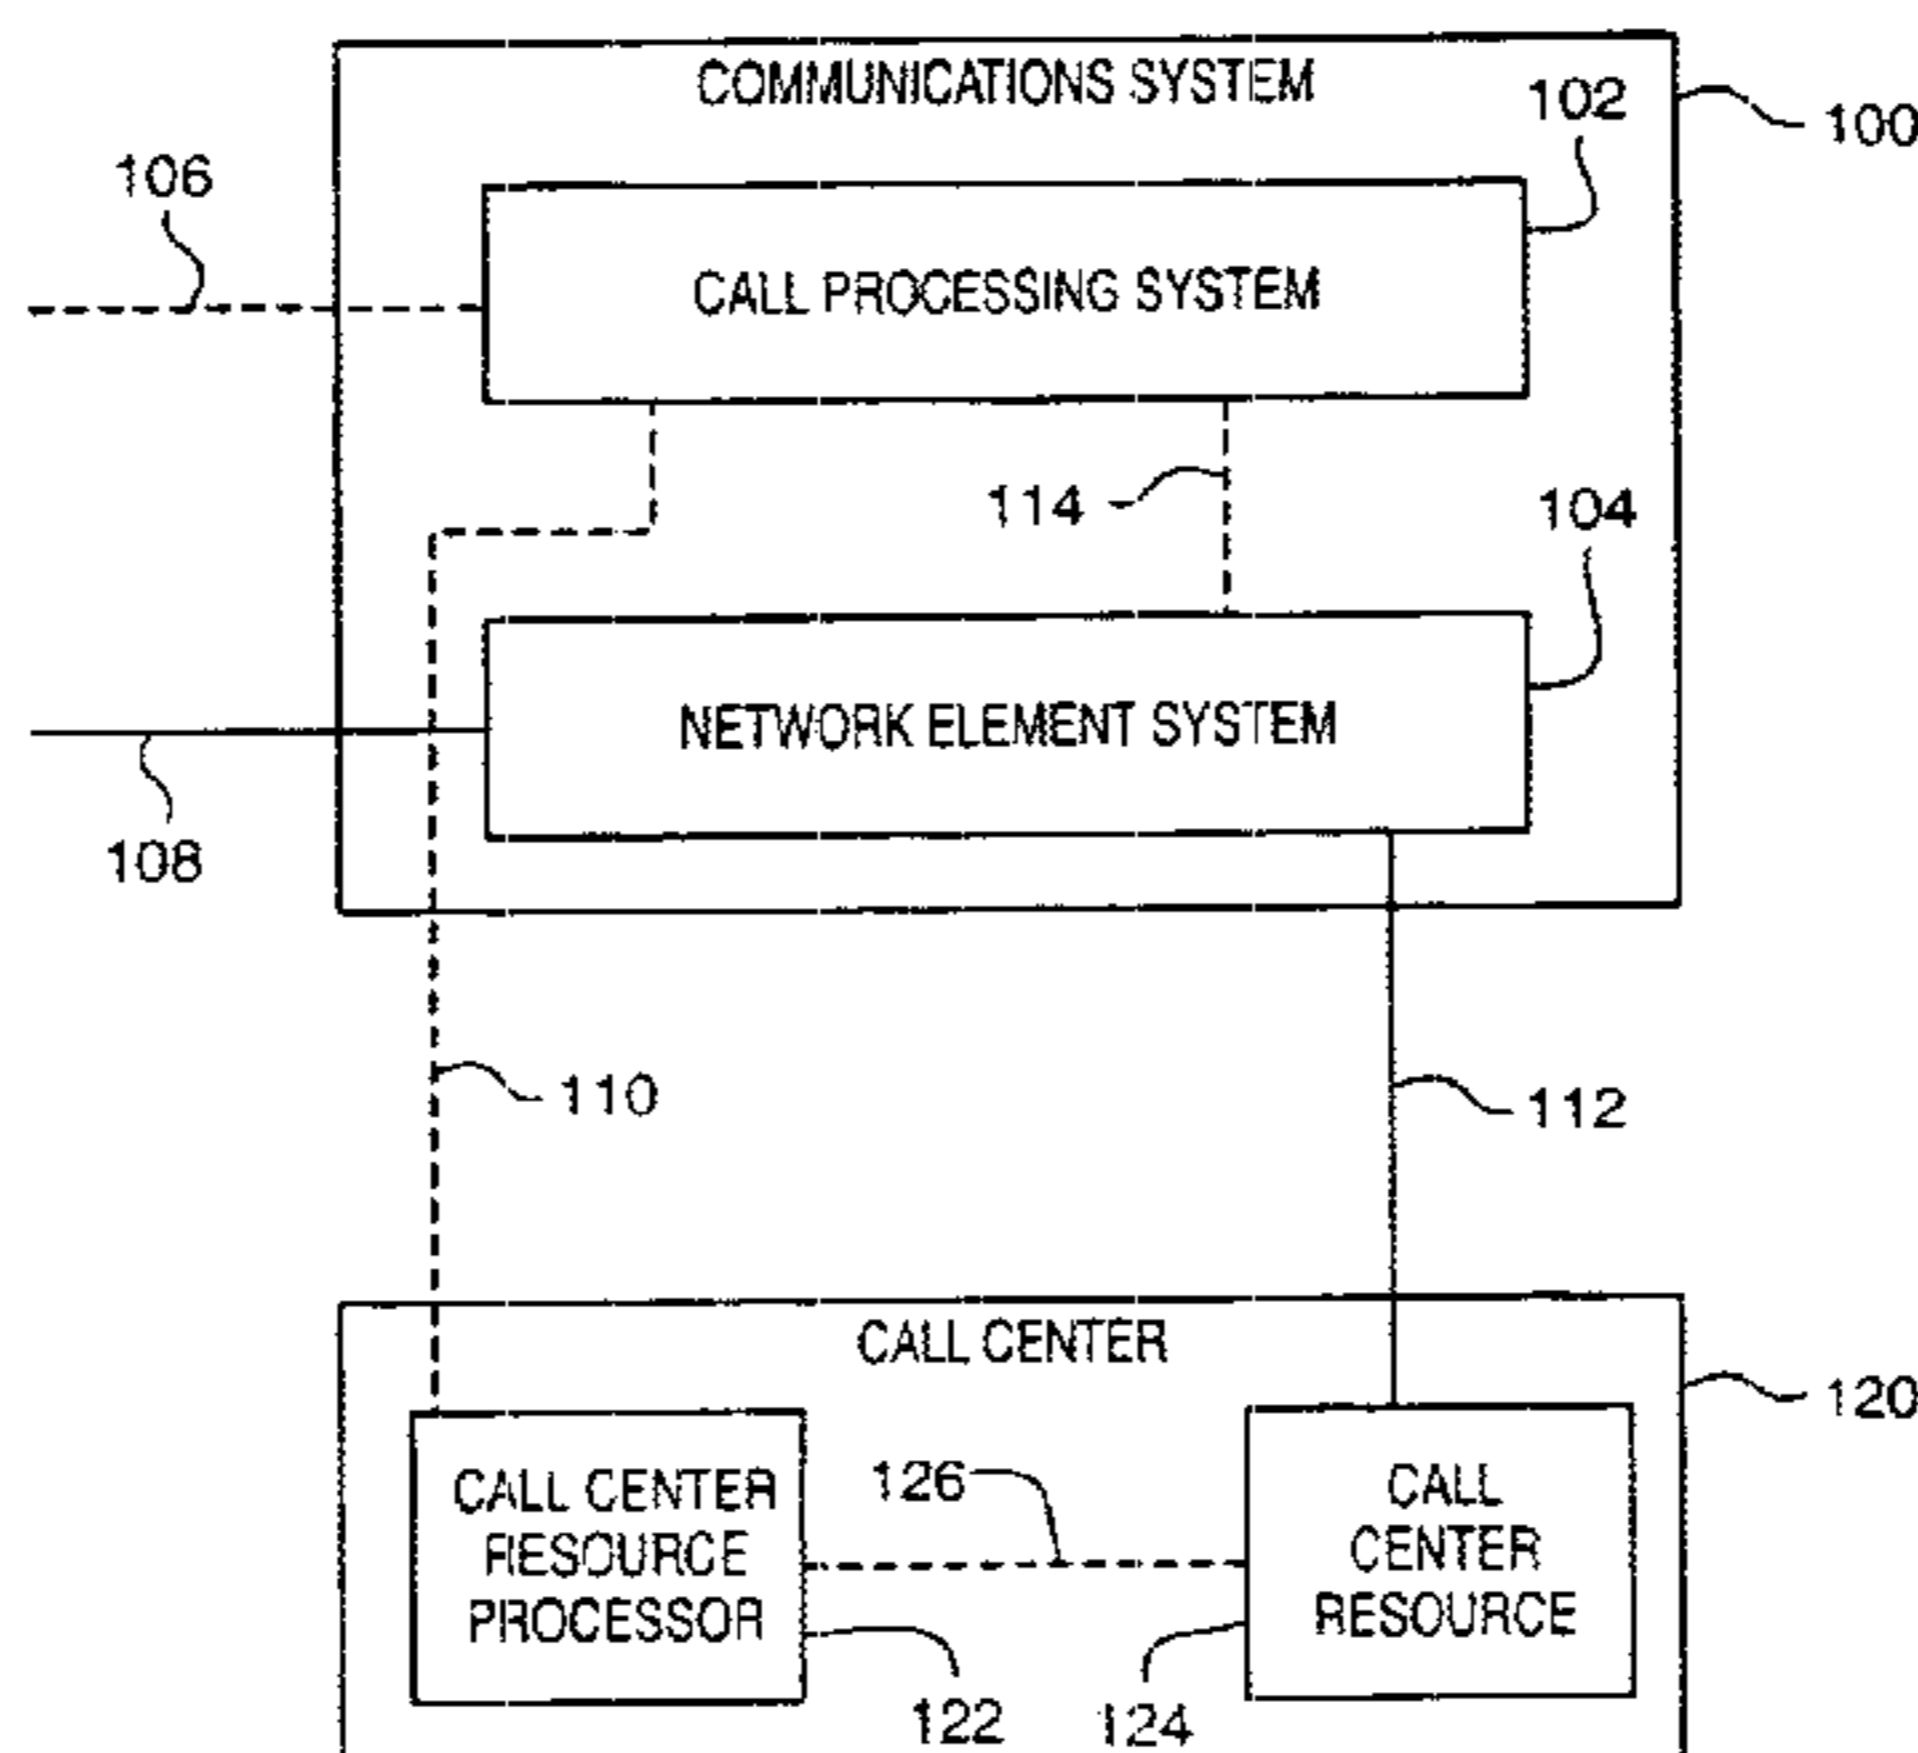 COMMUNICATIONS SYSTEM
102
100
106
CALL PROCESSING SYSTEM
114
104
NETWORK ELEMENT SYSTEM
108
110
112
CALL CENTER
120
CALL CENTER
RESOURCE
PROCESSOR
126
CALL
CENTER
RESOURCE
122
124